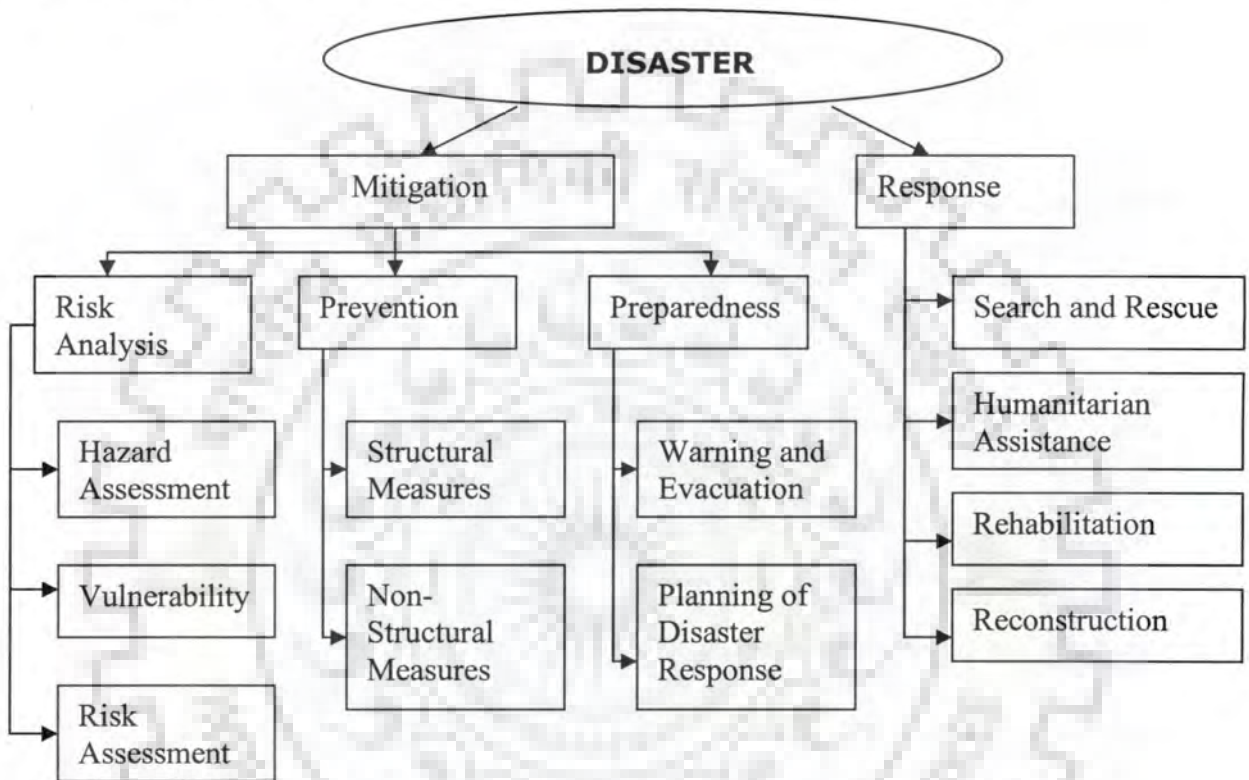 DISASTER
Mitigation
Response
Risk
Analysis
Prevention
Preparedness
Search and Rescue
Humanitarian
Assistance
Rehabilitation
Reconstruction
Hazard
Assessment
Vulnerability
Risk
Assessment
Structural
Measures
Non-
Structural
Measures
Warning and
Evacuation
Planning of
Disaster
Response